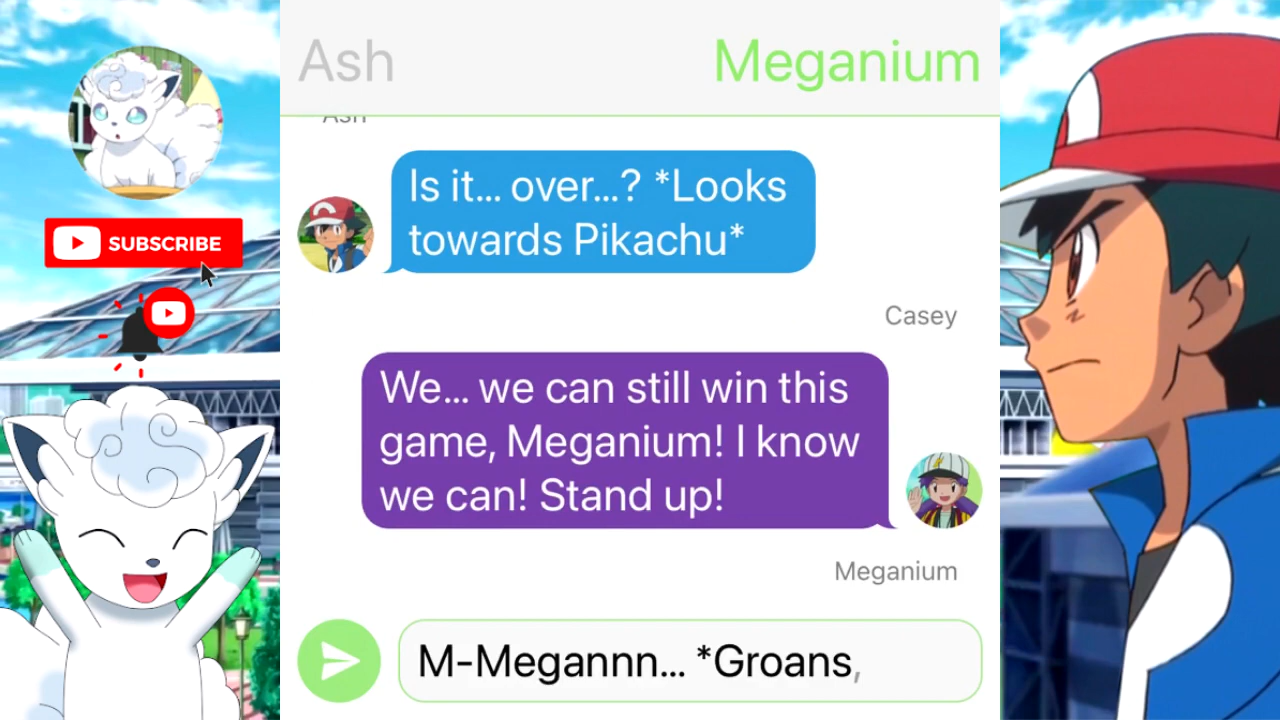 Ash
Meganium
Ash
Is it... over...? *Looks
towards Pikachu*
SUBSCRIBE
Casey
We... we can still win this
game, Meganium! I know
we can! Stand up!
Meganium
M-Megannn... *Groans,